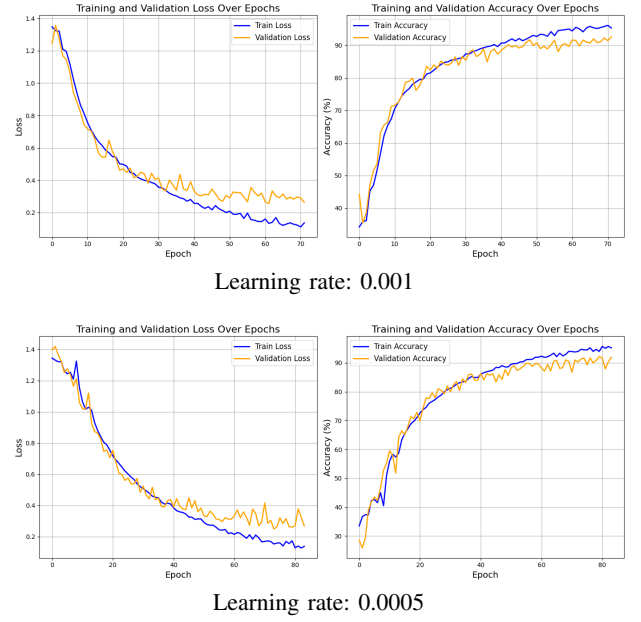 Training and Validation Loss Over Epochs
Training and Validation Accuracy Over Epochs
1.4
1.2
1.0
0.8
0.6
0.4
0.2
Loss
Train Loss
Validation Loss
0 10 20 30 40 50 60 70
Epoch
90
80
70
60
50
40
Accuracy (%)
Train Accuracy
Validation Accuracy
0 10 20 30 40 50 60 70
Epoch
Learning rate: 0.001
Training and Validation Loss Over Epochs
Training and Validation Accuracy Over Epochs
1.4
1.2
1.0
0.8
0.6
0.4
0.2
Loss
Train Loss
Validation Loss
0 20 40 60 80
Epoch
90
80
70
60
50
40
30
Accuracy (%)
Training Accuracy
Validation Accuracy
0 20 40 60 80
Epoch
Learning rate: 0.0005